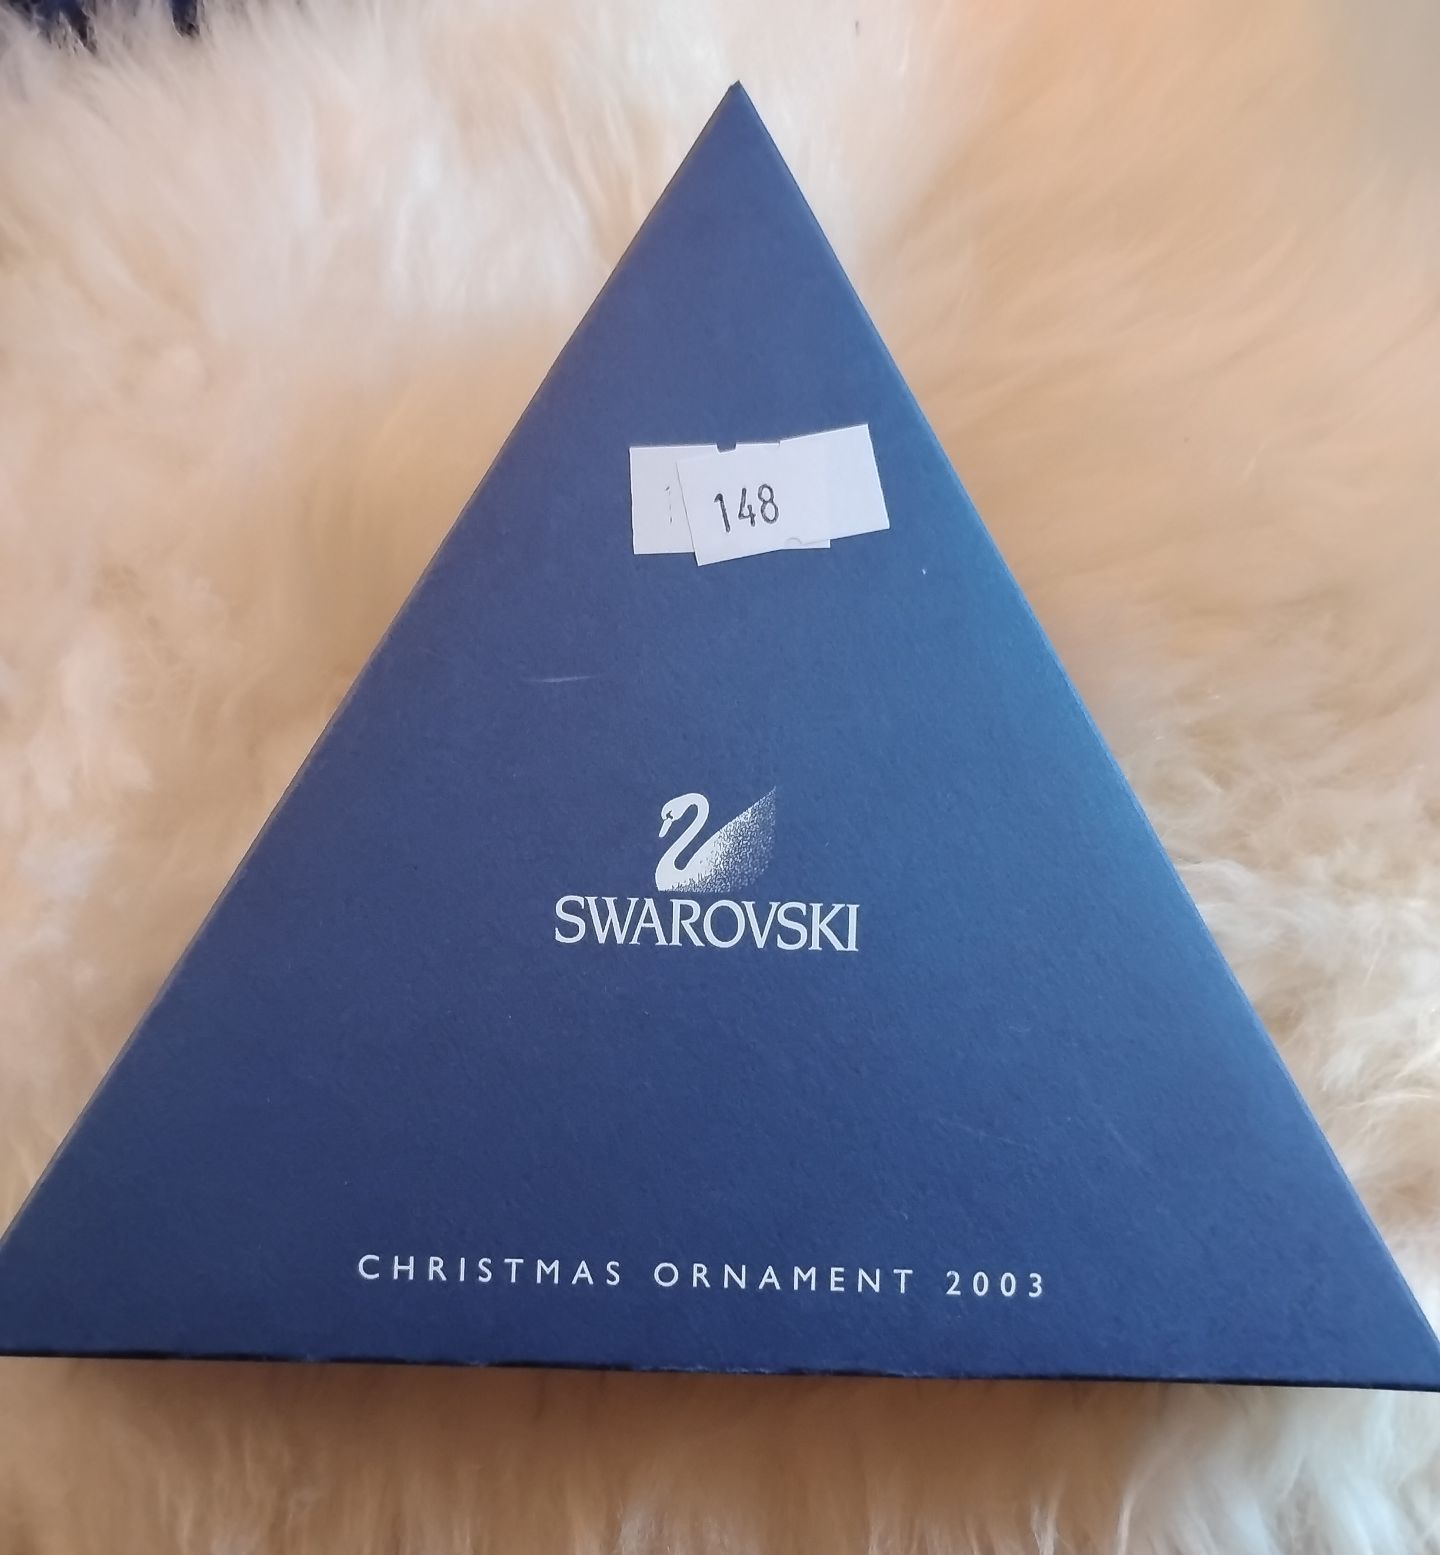 148
SWAROVSKI
CHRISTMAS ORNAMENT 2003